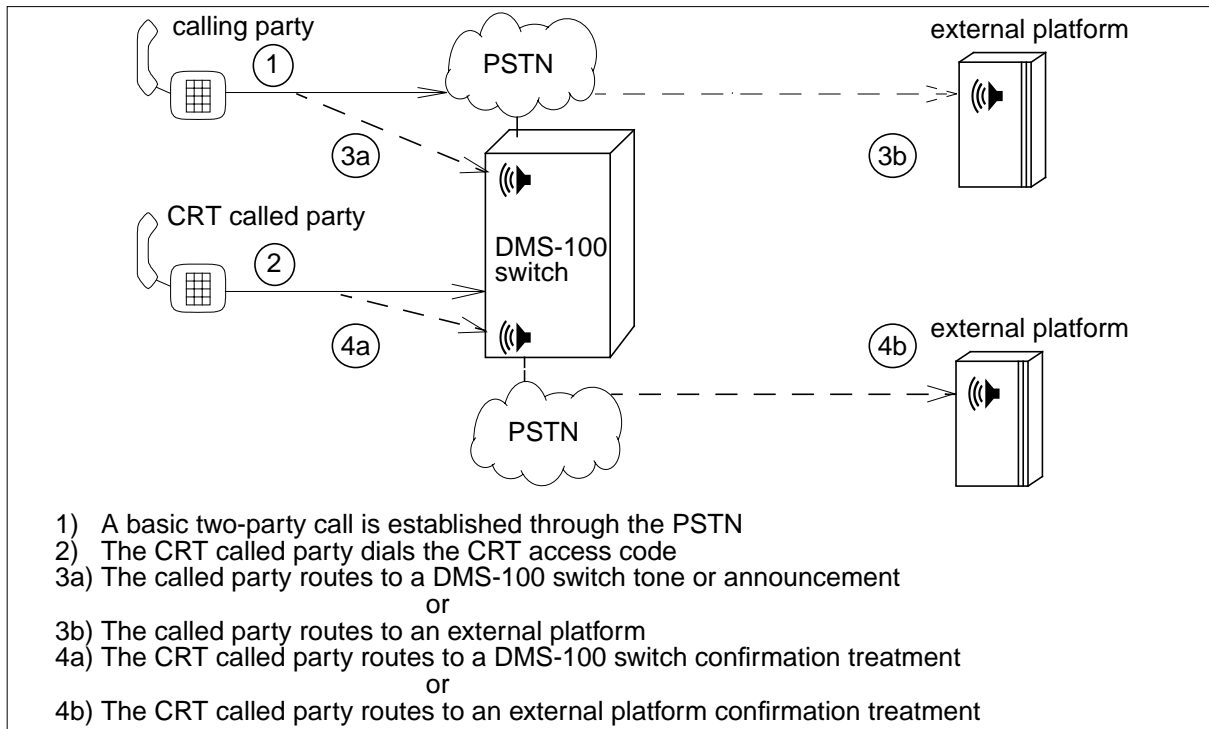 calling party
external platform
1
PSTN
3a
3b
CRT called party
DMS-100
switch
2
4a
external platform
4b
PSTN
1) A basic two-party call is established through the PSTN
2) The CRT called party dials the CRT access code
3a) The called party routes to a DMS-100 switch tone or announcement
or
3b) The called party routes to an external platform
4a) The CRT called party routes to a DMS-100 switch confirmation treatment
or
4b) The CRT called party routes to an external platform confirmation treatment